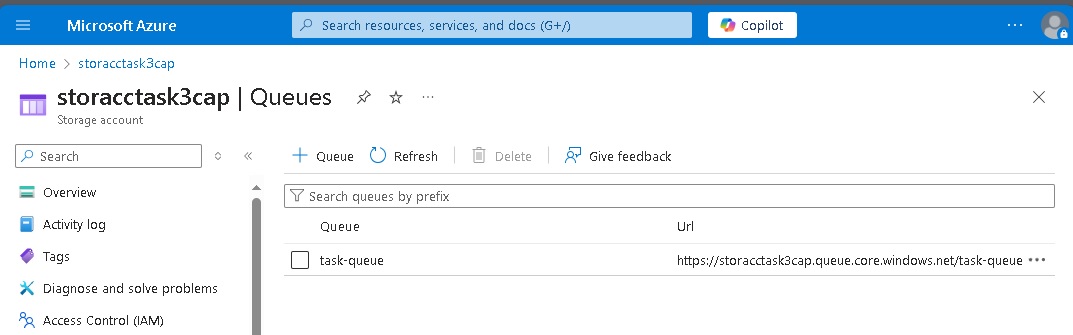 Microsoft Azure
Search resources, services, and docs (G+/)
Copilot
...
Home > storacctask3cap
storacctask3cap | Queues
...
Storage account
Search
«
+ Queue
Refresh
Delete
Give feedback
Search queues by prefix
Overview
Activity log
Tags
Diagnose and solve problems
Access Control (IAM)
Queue Url
task-queue https://storacctask3cap.queue.core.windows.net/task-queue ...